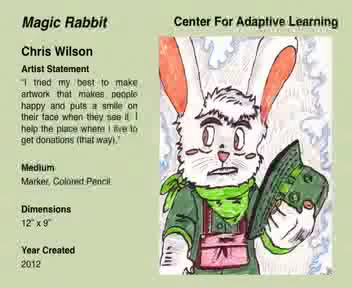 Magic Rabbit
Center For Adaptive Learning
Chris Wilson
Artist Statement
"I tried my best to make
artwork that makes people
happy and puts a smile on
their face when they see it. I
help the place where I live to
get donations (that way)."
Medium
Marker, Colored Pencil
Dimensions
12" x 9"
Year Created
2012